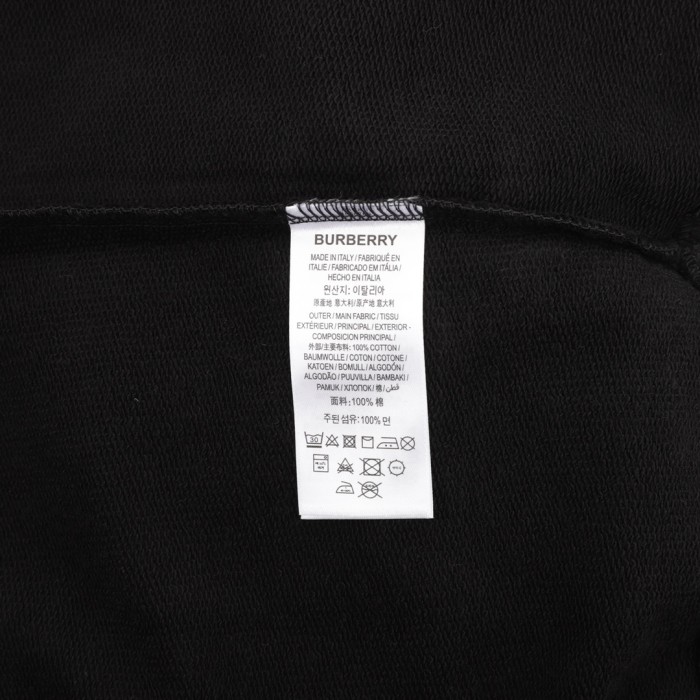 BURBERRY
MADE IN ITALY / FABRIQUÉ EN
ITALIE / FABRICADO EM ITÁLIA /
HECHO EN ITALIA
원산지: 이탈리아
原産地 意大利/原产地 意大利
OUTER / MAIN FABRIC / TISSU
EXTÉRIEUR / PRINCIPAL / EXTERIOR -
COMPOSICION PRINCIPAL /
外部/主要布料: 100% COTTON /
BAUMWOLLE / COTON / COTONE /
KATOEN / BOMULL / ALGODÓN /
ALGODÃO / PUUVILLA / BAMBAKI /
PAMUK / ХЛОПОК / 棉 / قطن
面料: 100% 棉
주된 섬유: 100% 면
30